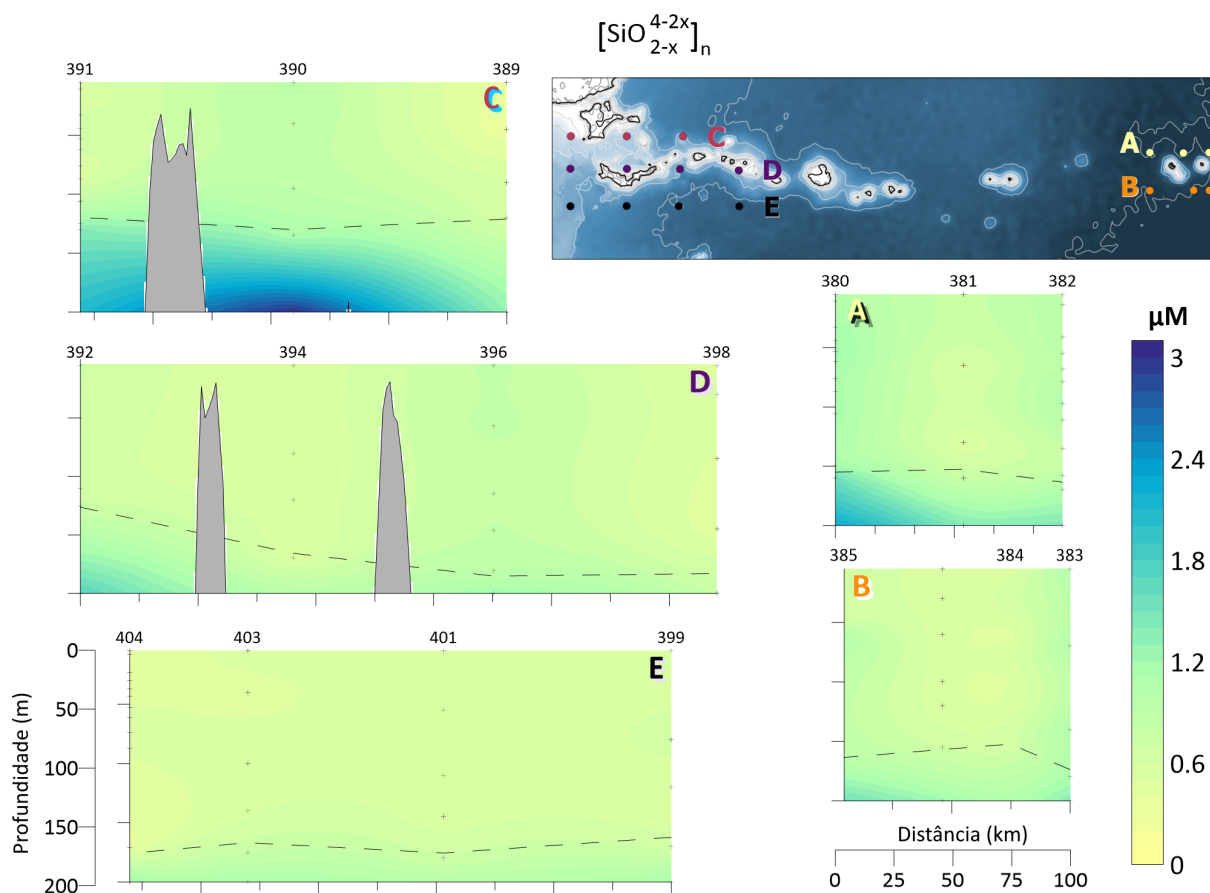 [SiO4-2x2-x]n
391 390 389
C
C
A
D
B
E
380 381 382
A
µM
3
2.4
1.8
1.2
0.6
0
392 394 396 398
D
385 384 383
B
404 403 401 399
E
Profundidade (m)
0
50
100
150
200
Distância (km)
0 25 50 75 100